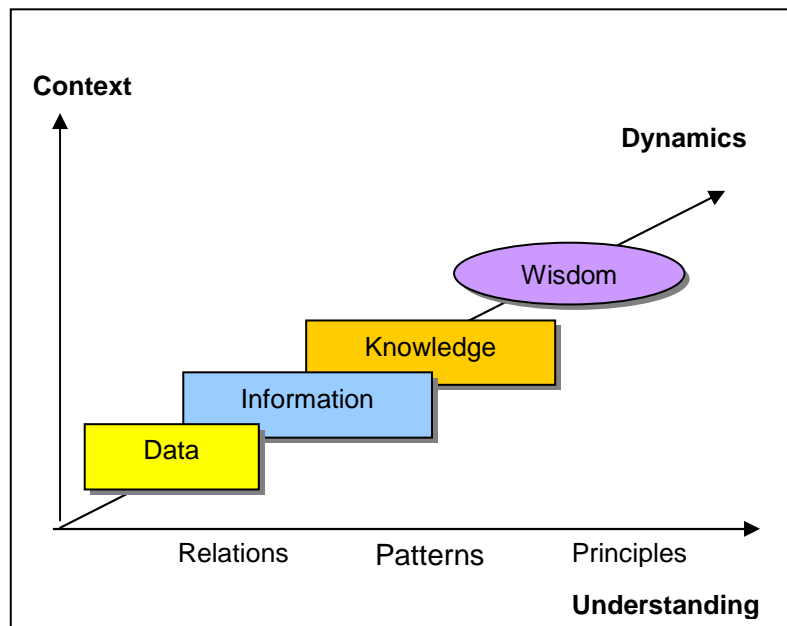 Context
Dynamics
Wisdom
Knowledge
Information
Data
Relations Patterns Principles
Understanding